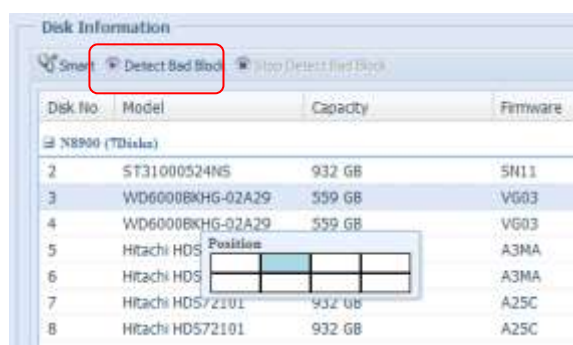 Disk Information
Smart Detect Bad Block Stop Detect Bad Block
Disk No Model Capacity Firmware
N8900 (7Disks)
2 ST31000524NS 932 GB SN11
3 WD6000BKHG-02A29 559 GB VG03
4 WD6000BKHG-02A29 559 GB VG03
5 Hitachi HDS A3MA
Position
6 Hitachi HDS A3MA
7 Hitachi HDS72101 932 GB A25C
8 Hitachi HDS72101 932 GB A25C